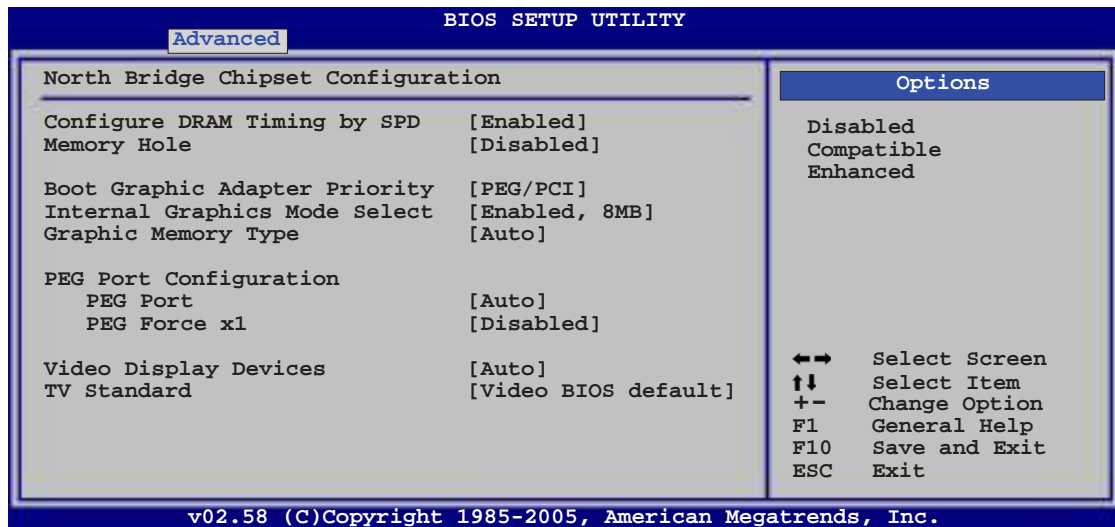 BIOS SETUP UTILITY
Advanced
North Bridge Chipset Configuration
Configure DRAM Timing by SPD [Enabled]
Memory Hole [Disabled]
Boot Graphic Adapter Priority [PEG/PCI]
Internal Graphics Mode Select [Enabled, 8MB]
Graphic Memory Type [Auto]
PEG Port Configuration
PEG Port [Auto]
PEG Force x1 [Disabled]
Video Display Devices [Auto]
TV Standard [Video BIOS default]
Options
Disabled
Compatible
Enhanced
←→ Select Screen
↑↓ Select Item
+- Change Option
F1 General Help
F10 Save and Exit
ESC Exit
v02.58 (C)Copyright 1985-2005, American Megatrends, Inc.